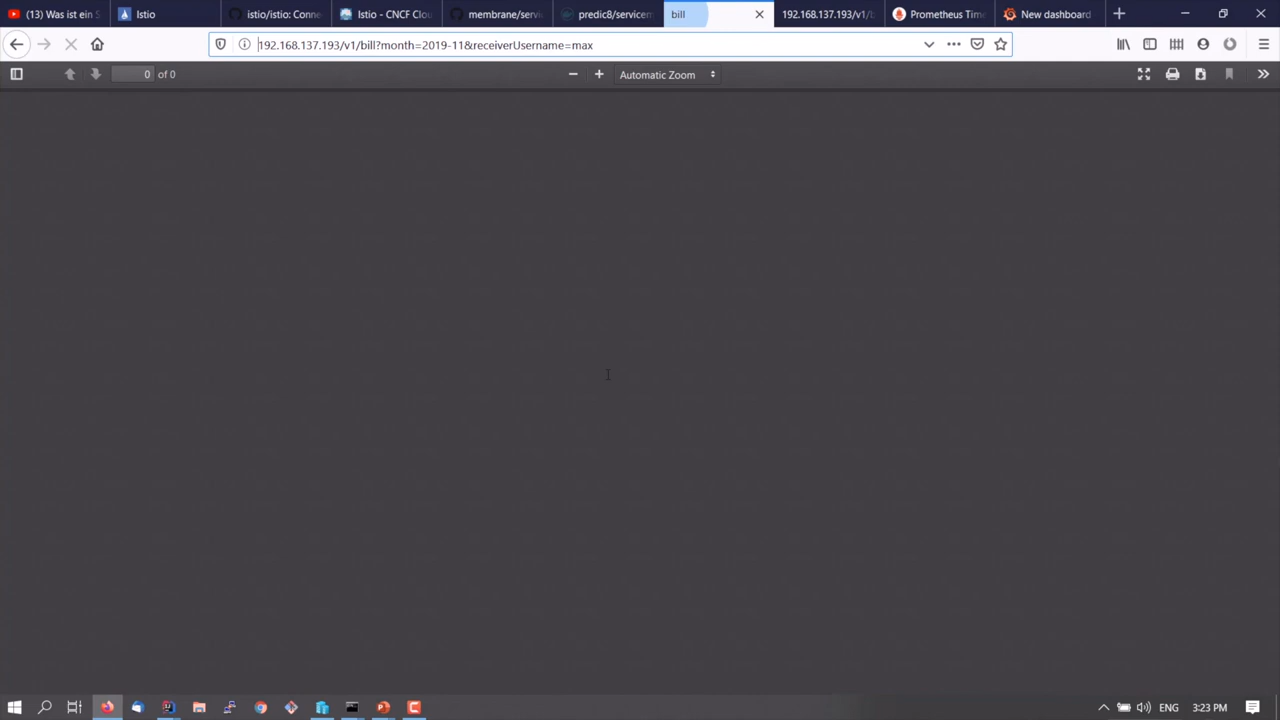 (13) Was ist ein S
Istio
istio/istio: Conne
Istio - CNCF Clou
membrane/servic
predic8/servicem
bill
192.168.137.193/v1/b
Prometheus Time
New dashboard
192.168.137.193/v1/bill?month=2019-11&receiverUsername=max
0 of 0
Automatic Zoom
ENG 3:23 PM